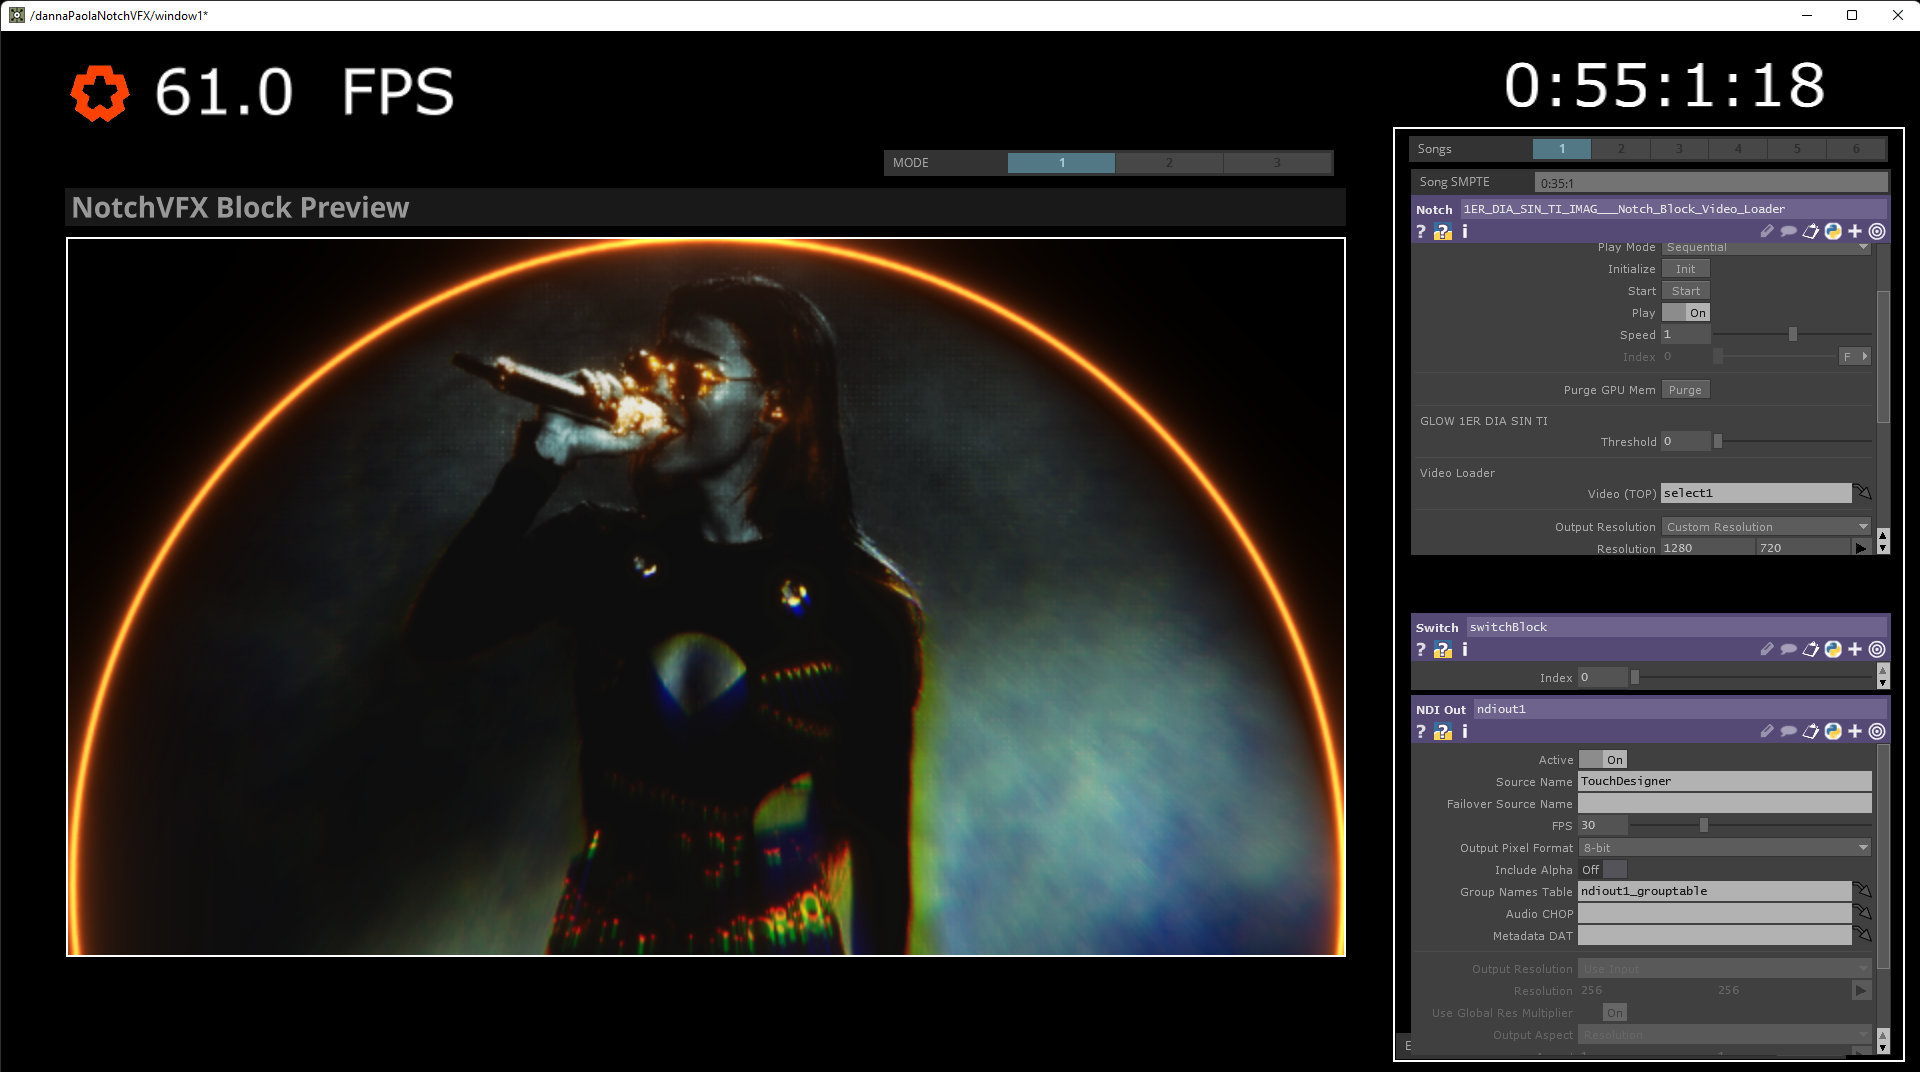 /dannaPaolaNotchVFX/window1*
61.0 FPS
0:55:1:18
MODE 1 2 3
NotchVFX Block Preview
Songs 1 2 3 4 5 6
Song SMPTE 0:35:1
Notch 1ER_DIA_SIN_TI_IMAG___Notch_Block_Video_Loader
? ? i
Play Mode Sequential
Initialize Init
Start Start
Play On
Speed 1
Index 0 F
Purge GPU Mem Purge
GLOW 1ER DIA SIN TI
Threshold 0
Video Loader
Video (TOP) select1
Output Resolution Custom Resolution
Resolution 1280 720
Switch switchBlock
? ? i
Index 0
NDI Out ndiout1
? ? i
Active On
Source Name TouchDesigner
Failover Source Name
FPS 30
Output Pixel Format 8-bit
Include Alpha Off
Group Names Table ndiout1_grouptable
Audio CHOP
Metadata DAT
Output Resolution Use Input
Resolution 256 256
Use Global Res Multiplier On
Output Aspect Resolution
E